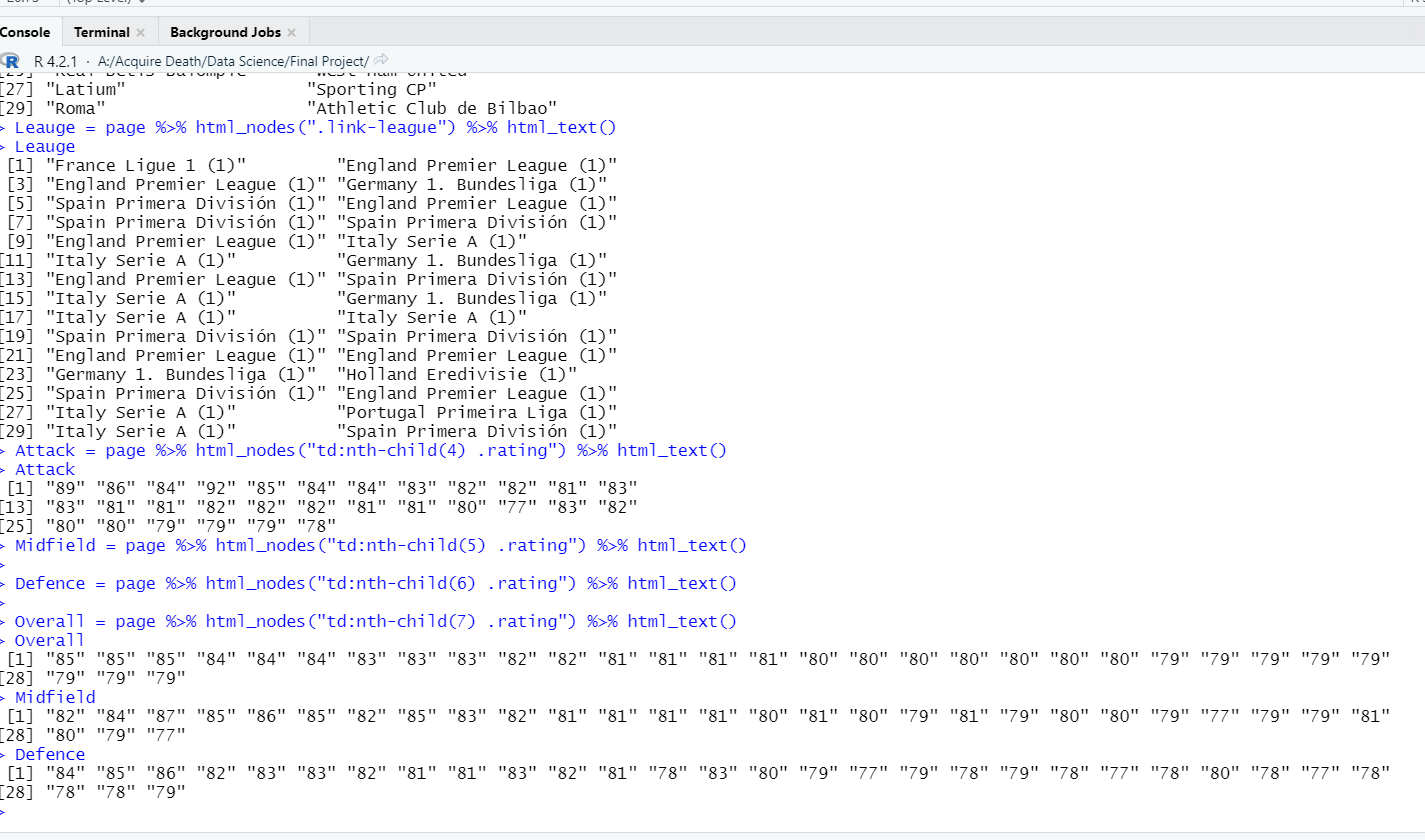 (Top Level)
Console Terminal × Background Jobs ×
R R 4.2.1 · A:/Acquire Death/Data Science/Final Project/
[25] "Real Betis Balompié" "West Ham United"
[27] "Latium" "Sporting CP"
[29] "Roma" "Athletic Club de Bilbao"
> Leauge = page %>% html_nodes(".link-league") %>% html_text()
> Leauge
[1] "France Ligue 1 (1)" "England Premier League (1)"
[3] "England Premier League (1)" "Germany 1. Bundesliga (1)"
[5] "Spain Primera División (1)" "England Premier League (1)"
[7] "Spain Primera División (1)" "Spain Primera División (1)"
[9] "England Premier League (1)" "Italy Serie A (1)"
[11] "Italy Serie A (1)" "Germany 1. Bundesliga (1)"
[13] "England Premier League (1)" "Spain Primera División (1)"
[15] "Italy Serie A (1)" "Germany 1. Bundesliga (1)"
[17] "Italy Serie A (1)" "Italy Serie A (1)"
[19] "Spain Primera División (1)" "Spain Primera División (1)"
[21] "England Premier League (1)" "England Premier League (1)"
[23] "Germany 1. Bundesliga (1)" "Holland Eredivisie (1)"
[25] "Spain Primera División (1)" "England Premier League (1)"
[27] "Italy Serie A (1)" "Portugal Primeira Liga (1)"
[29] "Italy Serie A (1)" "Spain Primera División (1)"
> Attack = page %>% html_nodes("td:nth-child(4) .rating") %>% html_text()
> Attack
[1] "89" "86" "84" "92" "85" "84" "84" "83" "82" "82" "81" "83"
[13] "83" "81" "81" "82" "82" "82" "81" "81" "80" "77" "83" "82"
[25] "80" "80" "79" "79" "79" "78"
> Midfield = page %>% html_nodes("td:nth-child(5) .rating") %>% html_text()
>
> Defence = page %>% html_nodes("td:nth-child(6) .rating") %>% html_text()
>
> Overall = page %>% html_nodes("td:nth-child(7) .rating") %>% html_text()
> Overall
[1] "85" "85" "85" "84" "84" "84" "83" "83" "83" "82" "82" "81" "81" "81" "81" "80" "80" "80" "80" "80" "80" "80" "79" "79" "79" "79" "79"
[28] "79" "79" "79"
> Midfield
[1] "82" "84" "87" "85" "86" "85" "82" "85" "83" "82" "81" "81" "81" "81" "80" "81" "80" "79" "81" "79" "80" "80" "79" "77" "79" "79" "81"
[28] "80" "79" "77"
> Defence
[1] "84" "85" "86" "82" "83" "83" "82" "81" "81" "83" "82" "81" "78" "83" "80" "79" "77" "79" "78" "79" "78" "77" "78" "80" "78" "77" "78"
[28] "78" "78" "79"
>